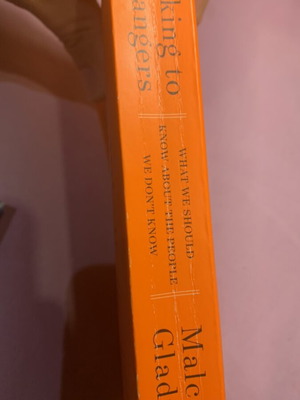 king to
angers
WHAT WE SHOULD
KNOW ABOUT THE PEOPLE
WE DON'T KNOW
Malc
Glad